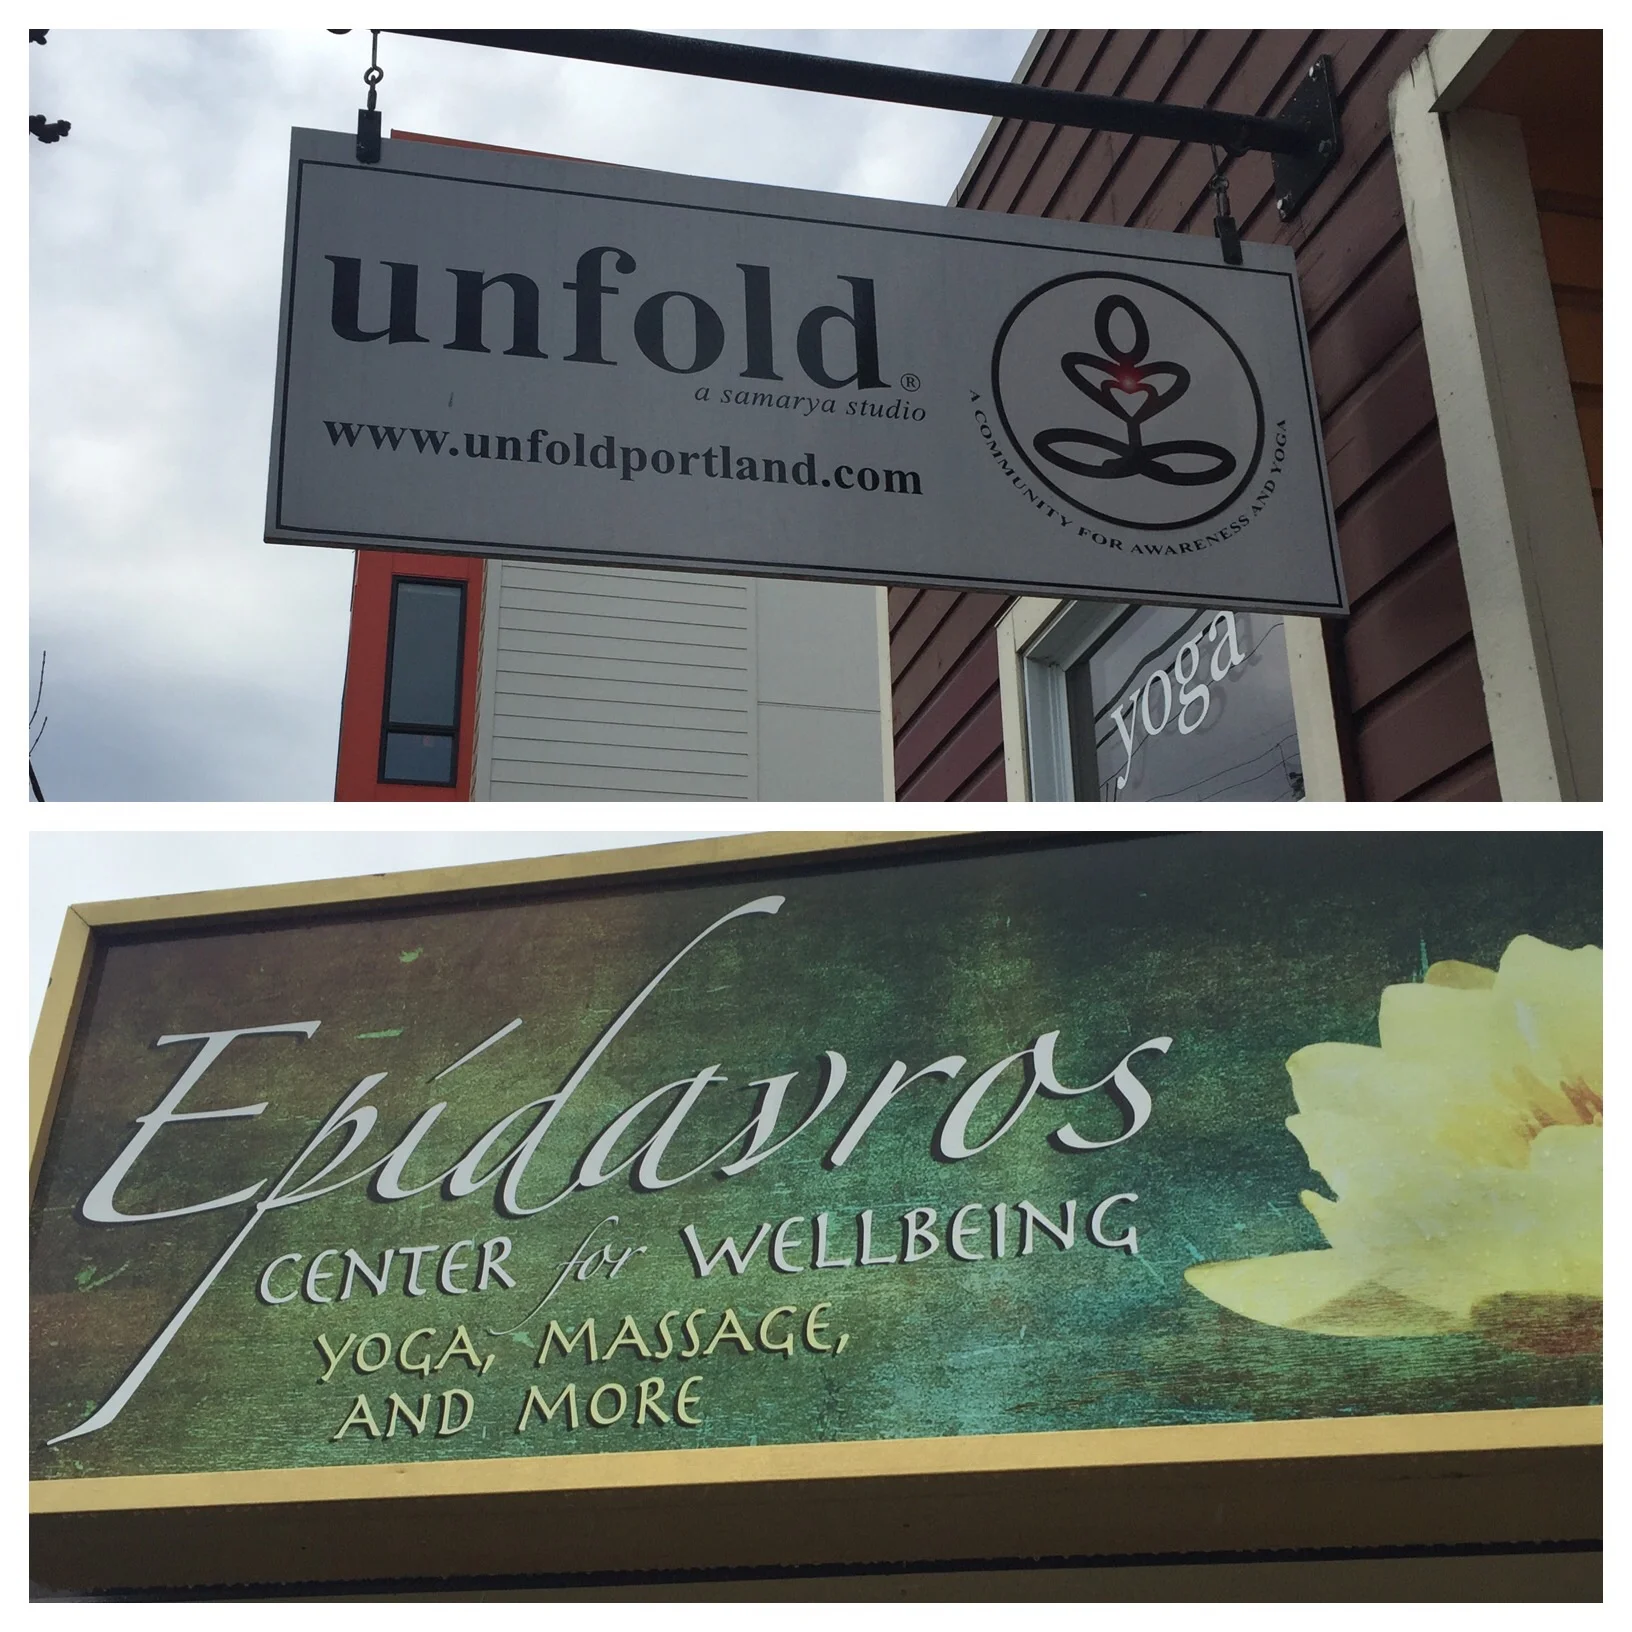 unfold®
a samarya studio
www.unfoldportland.com
A COMMUNITY FOR AWARENESS AND YOGA
yoga
Epidavros
CENTER for WELLBEING
YOGA, MASSAGE,
AND MORE